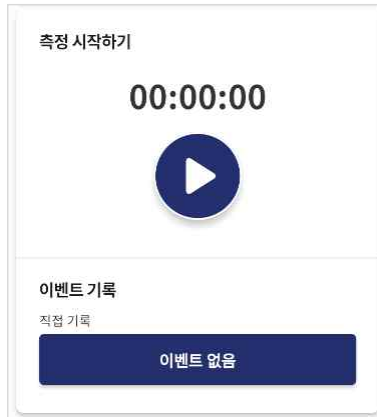 측정 시작하기
00:00:00
이벤트 기록
직접 기록
이벤트 없음